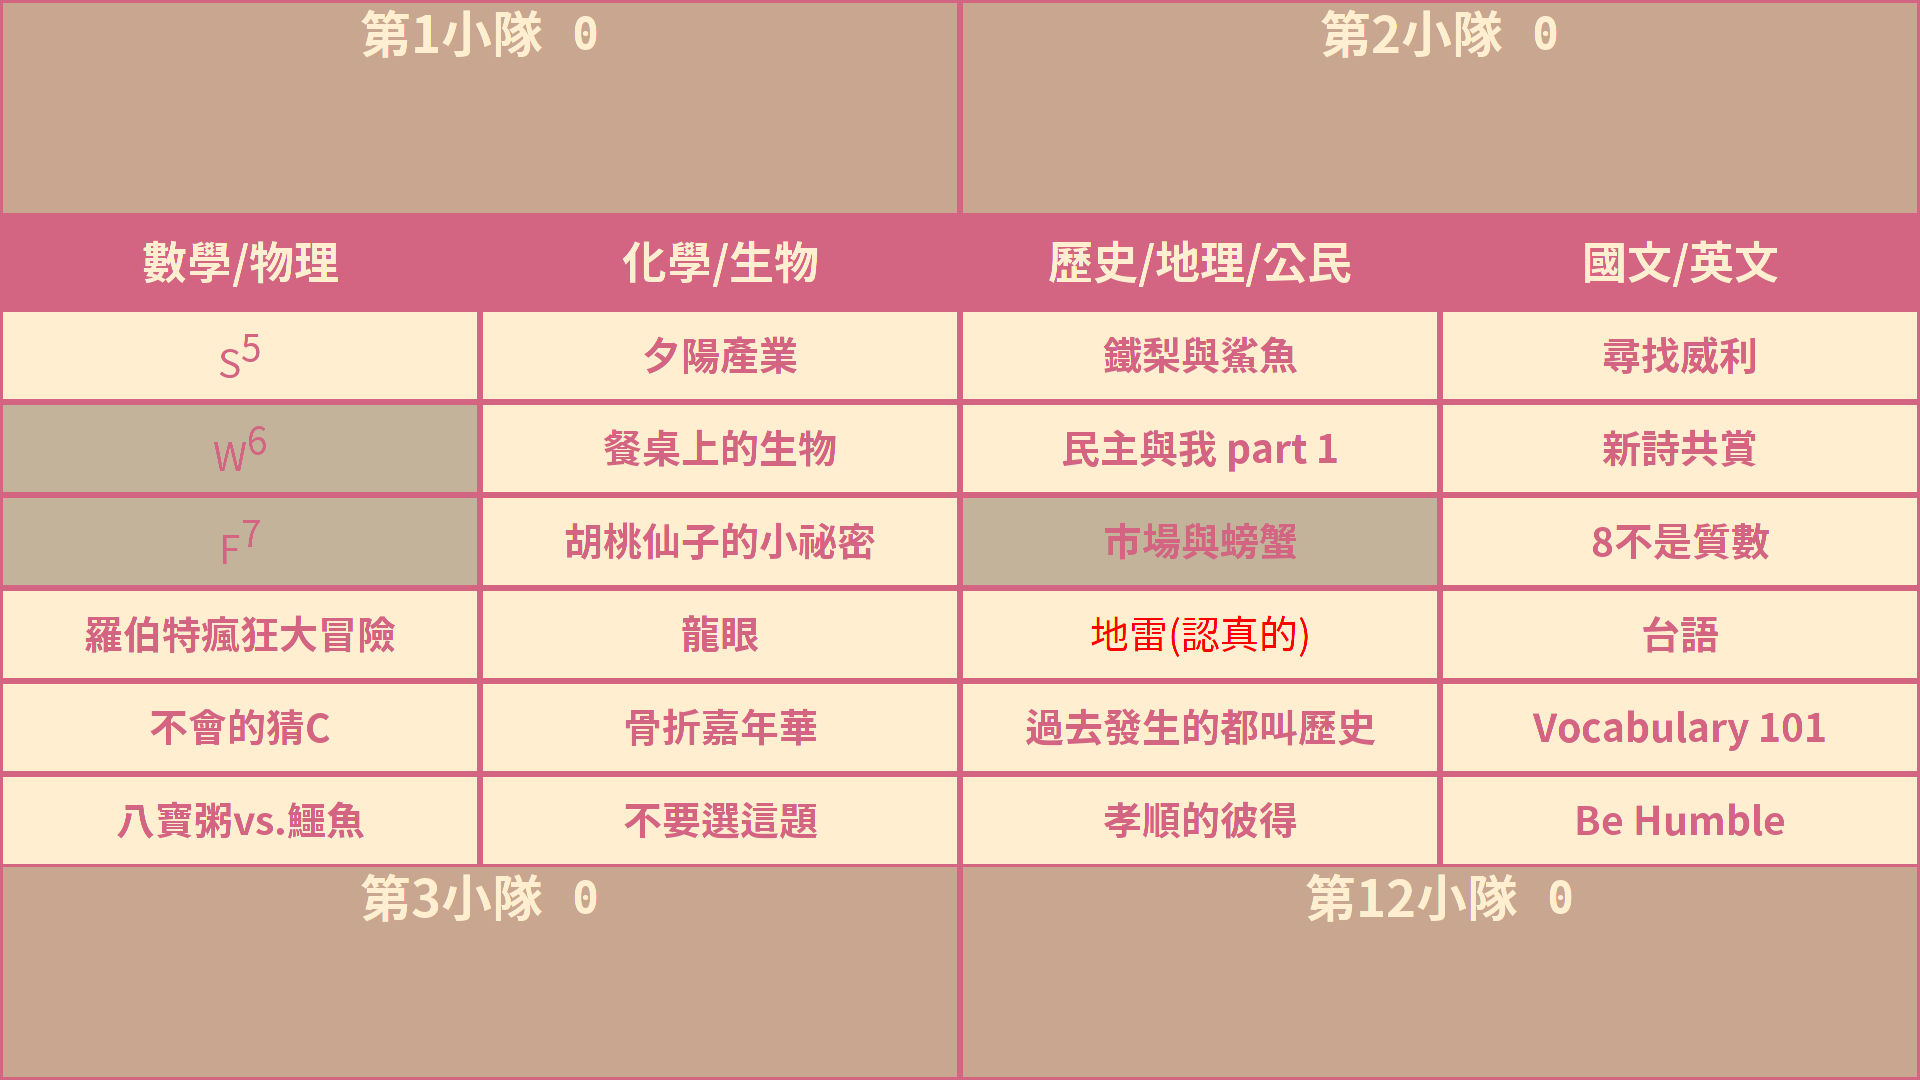 第1小隊 0
第2小隊 0
數學/物理
化學/生物
歷史/地理/公民
國文/英文
S⁵
夕陽產業
鐵梨與鯊魚
尋找威利
W⁶
餐桌上的生物
民主與我 part 1
新詩共賞
F⁷
胡桃仙子的小祕密
市場與螃蟹
8不是質數
羅伯特瘋狂大冒險
龍眼
地雷(認真的)
台語
不會的猜C
骨折嘉年華
過去發生的都叫歷史
Vocabulary 101
八寶粥vs.鱷魚
不要選這題
孝順的彼得
Be Humble
第3小隊 0
第12小隊 0